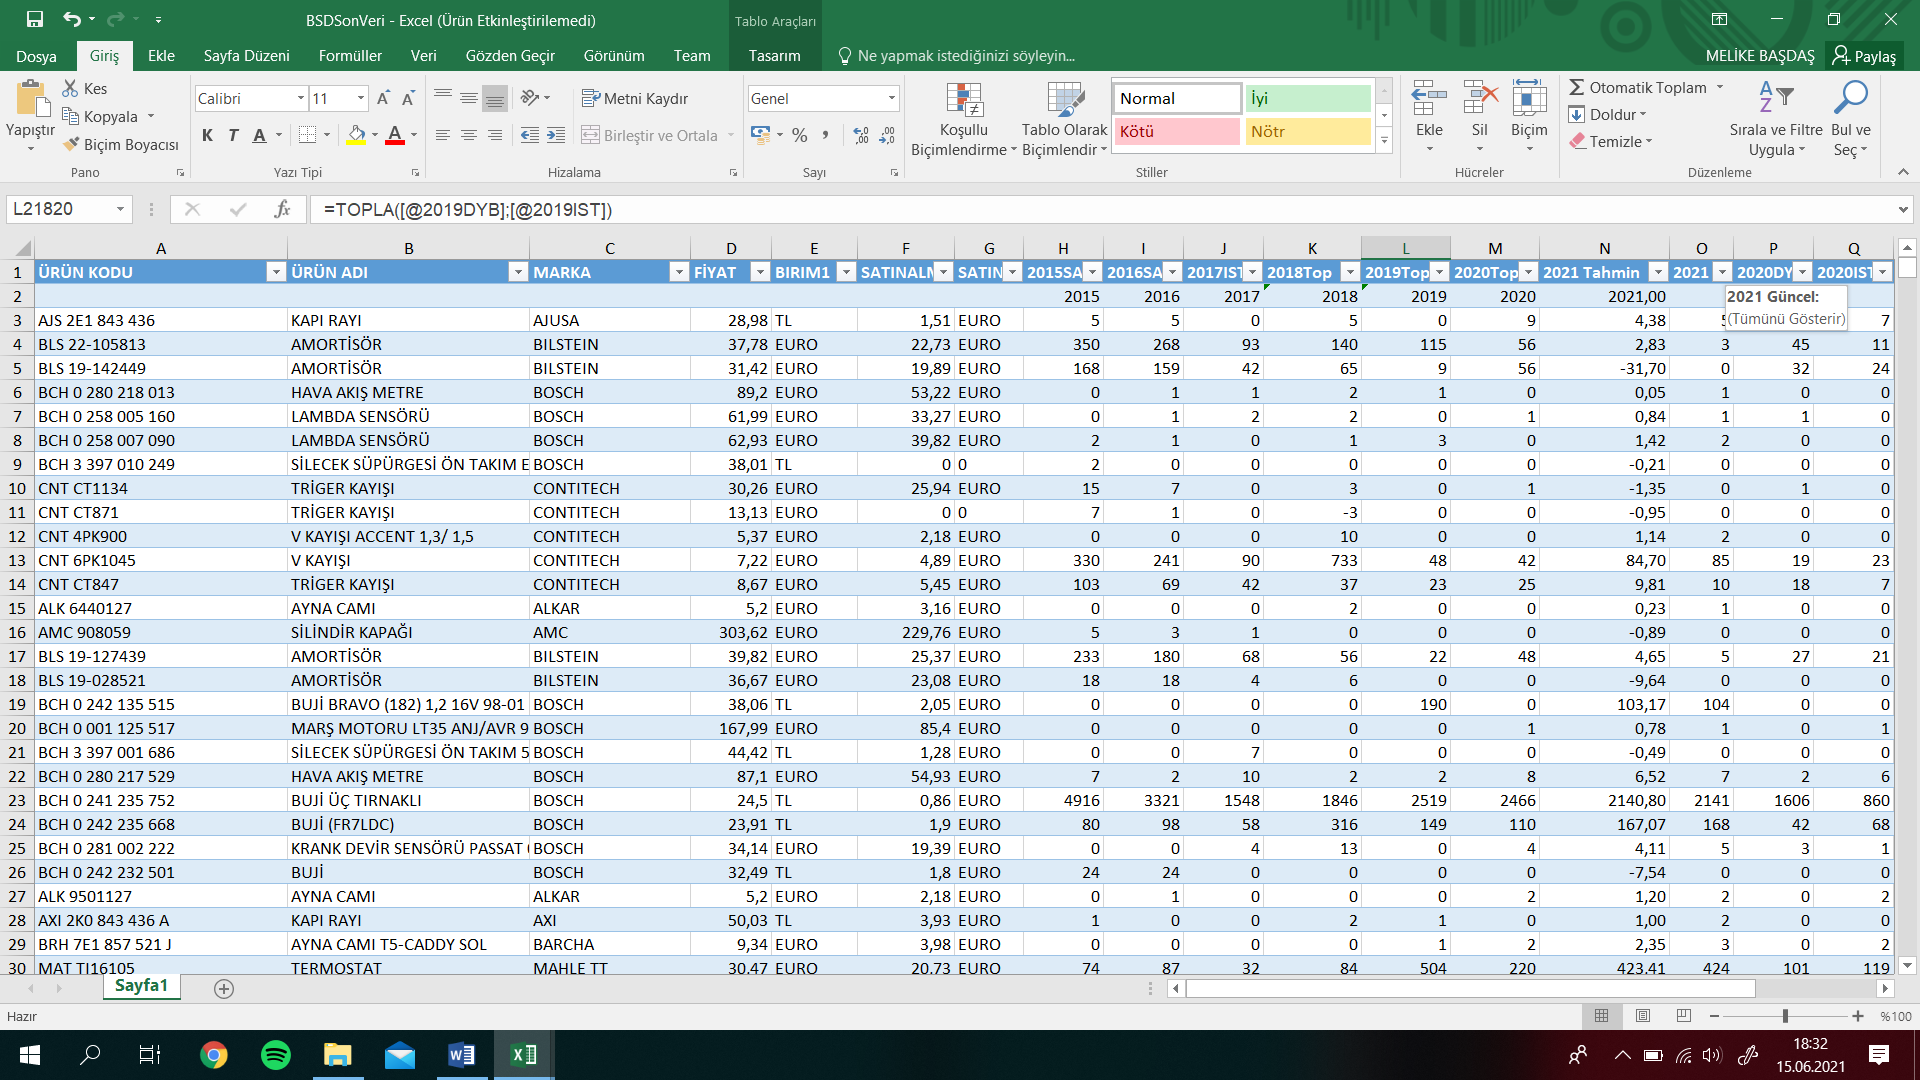 BSDSonVeri - Excel (Ürün Etkinleştirilemedi)
Tablo Araçları
Dosya Giriş Ekle Sayfa Düzeni Formüller Veri Gözden Geçir Görünüm Team Tasarım Ne yapmak istediğinizi söyleyin... MELİKE BAŞDAŞ Paylaş
Yapıştır
Kes
Kopyala
Biçim Boyacısı
Pano
Calibri 11
K T A
Yazı Tipi
Metni Kaydır
Birleştir ve Ortala
Hizalama
Genel
Sayı
Koşullu Biçimlendirme
Tablo Olarak Biçimlendir
Normal İyi
Kötü Nötr
Stiller
Ekle Sil Biçim
Hücreler
Otomatik Toplam
Doldur
Temizle
Sırala ve Filtre Uygula
Bul ve Seç
Düzenleme
L21820 fx =TOPLA([@2019DYB];[@2019IST])
A B C D E F G H I J K L M N O P Q
1 ÜRÜN KODU ÜRÜN ADI MARKA FİYAT BIRIM1 SATINALM SATIN 2015SA 2016SA 2017IST 2018Top 2019Top 2020Top 2021 Tahmin 2021 2020DY 2020IST
2 2015 2016 2017 2018 2019 2020 2021,00
2021 Güncel:
(Tümünü Gösterir)
3 AJS 2E1 843 436 KAPI RAYI AJUSA 28,98 TL 1,51 EURO 5 5 0 5 0 9 4,38 5 7
4 BLS 22-105813 AMORTİSÖR BILSTEIN 37,78 EURO 22,73 EURO 350 268 93 140 115 56 2,83 3 45 11
5 BLS 19-142449 AMORTİSÖR BILSTEIN 31,42 EURO 19,89 EURO 168 159 42 65 9 56 -31,70 0 32 24
6 BCH 0 280 218 013 HAVA AKIŞ METRE BOSCH 89,2 EURO 53,22 EURO 0 1 1 2 1 0 0,05 1 0 0
7 BCH 0 258 005 160 LAMBDA SENSÖRÜ BOSCH 61,99 EURO 33,27 EURO 0 1 2 2 0 1 0,84 1 1 0
8 BCH 0 258 007 090 LAMBDA SENSÖRÜ BOSCH 62,93 EURO 39,82 EURO 2 1 0 1 3 0 1,42 2 0 0
9 BCH 3 397 010 249 SİLECEK SÜPÜRGESİ ÖN TAKIM E BOSCH 38,01 TL 0 0 2 0 0 0 0 0 -0,21 0 0 0
10 CNT CT1134 TRİGER KAYIŞI CONTITECH 30,26 EURO 25,94 EURO 15 7 0 3 0 1 -1,35 0 1 0
11 CNT CT871 TRİGER KAYIŞI CONTITECH 13,13 EURO 0 0 7 1 0 -3 0 0 -0,95 0 0 0
12 CNT 4PK900 V KAYIŞI ACCENT 1,3/ 1,5 CONTITECH 5,37 EURO 2,18 EURO 0 0 0 10 0 0 1,14 2 0 0
13 CNT 6PK1045 V KAYIŞI CONTITECH 7,22 EURO 4,89 EURO 330 241 90 733 48 42 84,70 85 19 23
14 CNT CT847 TRİGER KAYIŞI CONTITECH 8,67 EURO 5,45 EURO 103 69 42 37 23 25 9,81 10 18 7
15 ALK 6440127 AYNA CAMI ALKAR 5,2 EURO 3,16 EURO 0 0 0 2 0 0 0,23 1 0 0
16 AMC 908059 SİLİNDİR KAPAĞI AMC 303,62 EURO 229,76 EURO 5 3 1 0 0 0 -0,89 0 0 0
17 BLS 19-127439 AMORTİSÖR BILSTEIN 39,82 EURO 25,37 EURO 233 180 68 56 22 48 4,65 5 27 21
18 BLS 19-028521 AMORTİSÖR BILSTEIN 36,67 EURO 23,08 EURO 18 18 4 6 0 0 -9,64 0 0 0
19 BCH 0 242 135 515 BUJİ BRAVO (182) 1,2 16V 98-01 BOSCH 38,06 TL 2,05 EURO 0 0 0 0 190 0 103,17 104 0 0
20 BCH 0 001 125 517 MARŞ MOTORU LT35 ANJ/AVR 9 BOSCH 167,99 EURO 85,4 EURO 0 0 0 0 0 1 0,78 1 0 1
21 BCH 3 397 001 686 SİLECEK SÜPÜRGESİ ÖN TAKIM 5 BOSCH 44,42 TL 1,28 EURO 0 0 7 0 0 0 -0,49 0 0 0
22 BCH 0 280 217 529 HAVA AKIŞ METRE BOSCH 87,1 EURO 54,93 EURO 7 2 10 2 2 8 6,52 7 2 6
23 BCH 0 241 235 752 BUJİ ÜÇ TIRNAKLI BOSCH 24,5 TL 0,86 EURO 4916 3321 1548 1846 2519 2466 2140,80 2141 1606 860
24 BCH 0 242 235 668 BUJİ (FR7LDC) BOSCH 23,91 TL 1,9 EURO 80 98 58 316 149 110 167,07 168 42 68
25 BCH 0 281 002 222 KRANK DEVİR SENSÖRÜ PASSAT BOSCH 34,14 EURO 19,39 EURO 0 0 4 13 0 4 4,11 5 3 1
26 BCH 0 242 232 501 BUJİ BOSCH 32,49 TL 1,8 EURO 24 24 0 0 0 0 -7,54 0 0 0
27 ALK 9501127 AYNA CAMI ALKAR 5,2 EURO 2,18 EURO 0 1 0 0 0 2 1,20 2 0 2
28 AXI 2K0 843 436 A KAPI RAYI AXI 50,03 TL 3,93 EURO 1 0 0 2 1 0 1,00 2 0 0
29 BRH 7E1 857 521 J AYNA CAMI T5-CADDY SOL BARCHA 9,34 EURO 3,98 EURO 0 0 0 0 1 2 2,35 3 0 2
30 MAT TI16105 TERMOSTAT MAHLE TT 30,47 EURO 20,73 EURO 74 87 32 84 504 220 423,41 424 101 119
Sayfa1
Hazır %100
18:32
15.06.2021